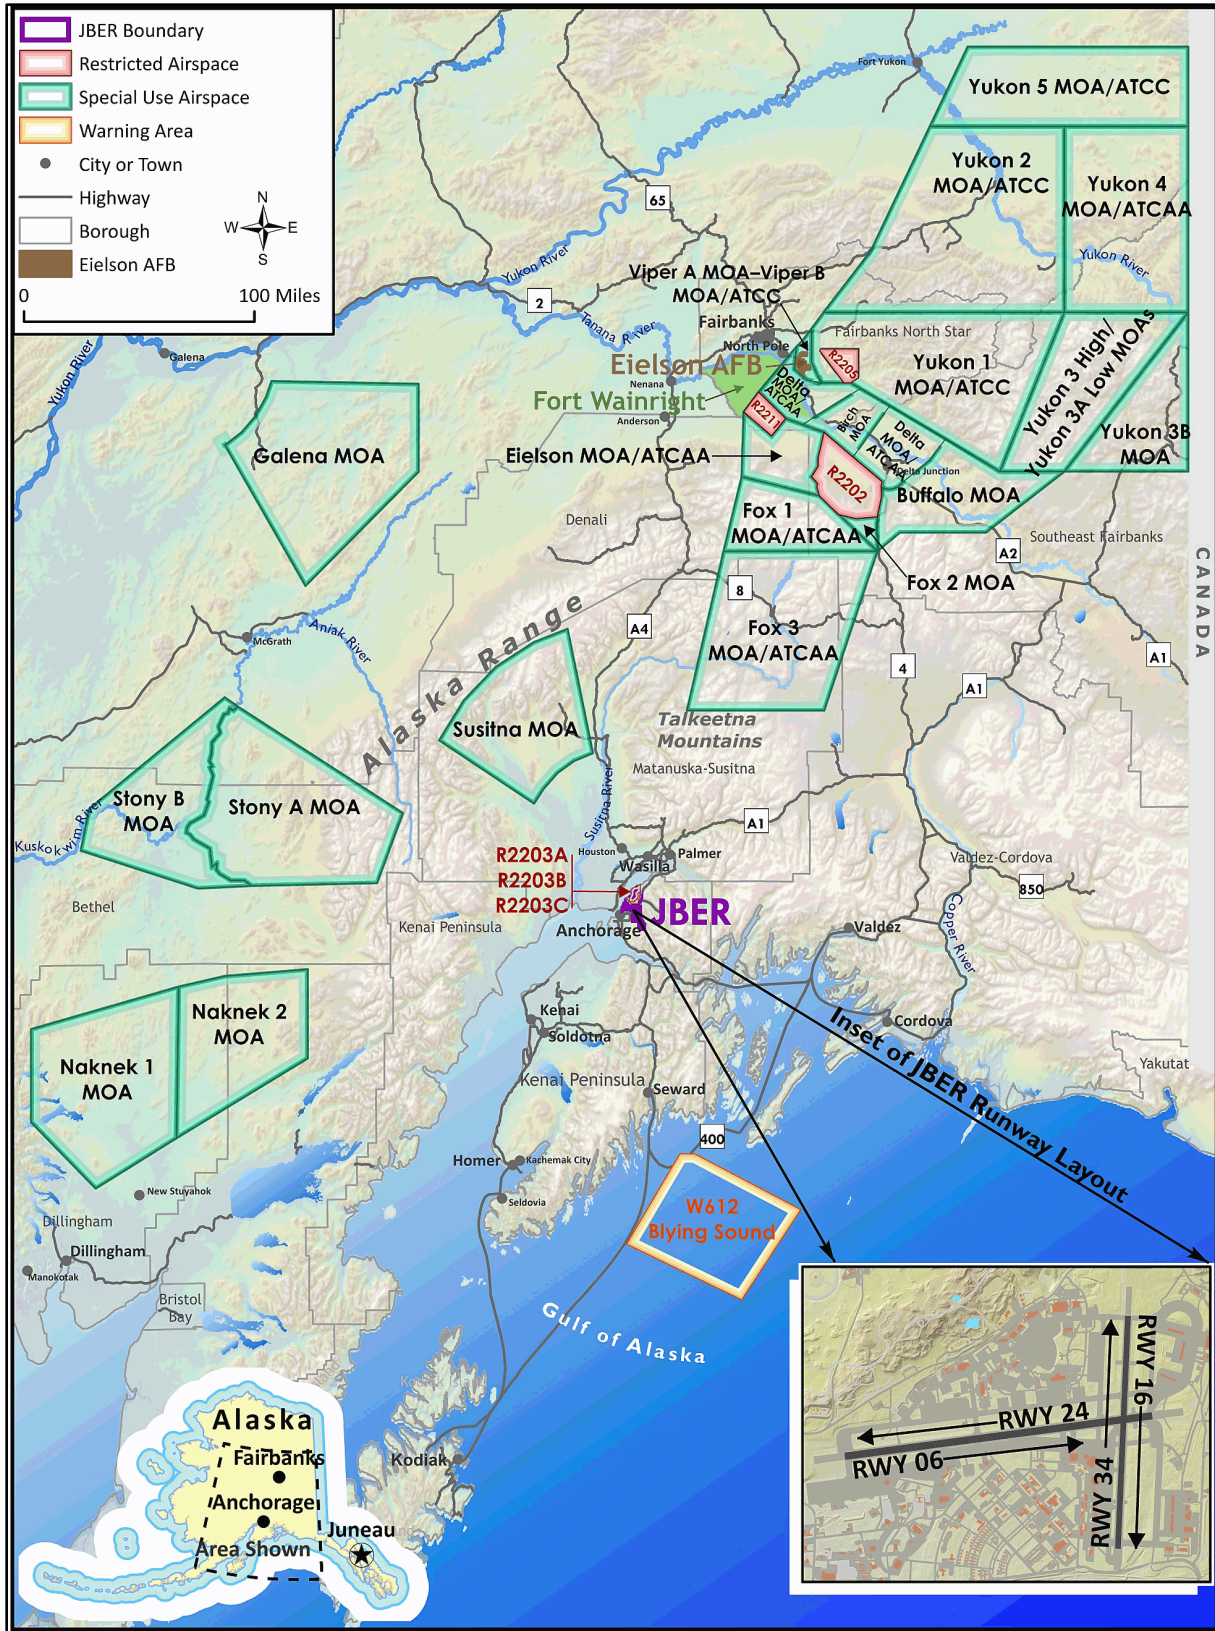 JBER Boundary
Restricted Airspace
Special Use Airspace
Warning Area
City or Town
Highway
Borough
Eielson AFB
N
W
E
S
0
100 Miles
Fort Yukon
Yukon 5 MOA/ATCC
Yukon 2
MOA/ATCC
Yukon 4
MOA/ATCAA
65
Yukon River
Yukon River
2
Viper A MOA–Viper B
MOA/ATCC
Tanana River
Fairbanks
North Pole
Fairbanks North Star
Yukon River
Galena
Eielson AFB
R2205
Yukon 1
MOA/ATCC
Yukon 3 High/
Yukon 3A Low MOAs
Nenana
Delta
MOA/
ATCAA
Fort Wainright
R2211
Anderson
Birch
MOA
Delta
MOA/
ATCAA
Yukon 3B
MOA
Galena MOA
Eielson MOA/ATCAA
Delta Junction
R2202
Buffalo MOA
Fox 1
MOA/ATCAA
Denali
A2
Southeast Fairbanks
CANADA
Fox 2 MOA
8
Fox 3
MOA/ATCAA
A4
McGrath
Aniak River
Alaska Range
4
A1
A1
Susitna MOA
Talkeetna
Mountains
Matanuska-Susitna
Stony B
MOA
Stony A MOA
Kuskokwim River
Susitna River
A1
Houston
Palmer
Wasilla
Valdez-Cordova
850
R2203A
R2203B
R2203C
JBER
Anchorage
Bethel
Kenai Peninsula
Valdez
Copper River
Naknek 2
MOA
Kenai
Soldotna
Cordova
Inset of JBER Runway Layout
Naknek 1
MOA
Kenai Peninsula
Seward
Yakutat
400
Homer
Kachemak City
Seldovia
New Stuyahok
W612
Blying Sound
Dillingham
Dillingham
Manokotak
Bristol
Bay
Gulf of Alaska
Kodiak
RWY 16
RWY 24
RWY 06
RWY 34
Alaska
Fairbanks
Anchorage
Juneau
Area Shown